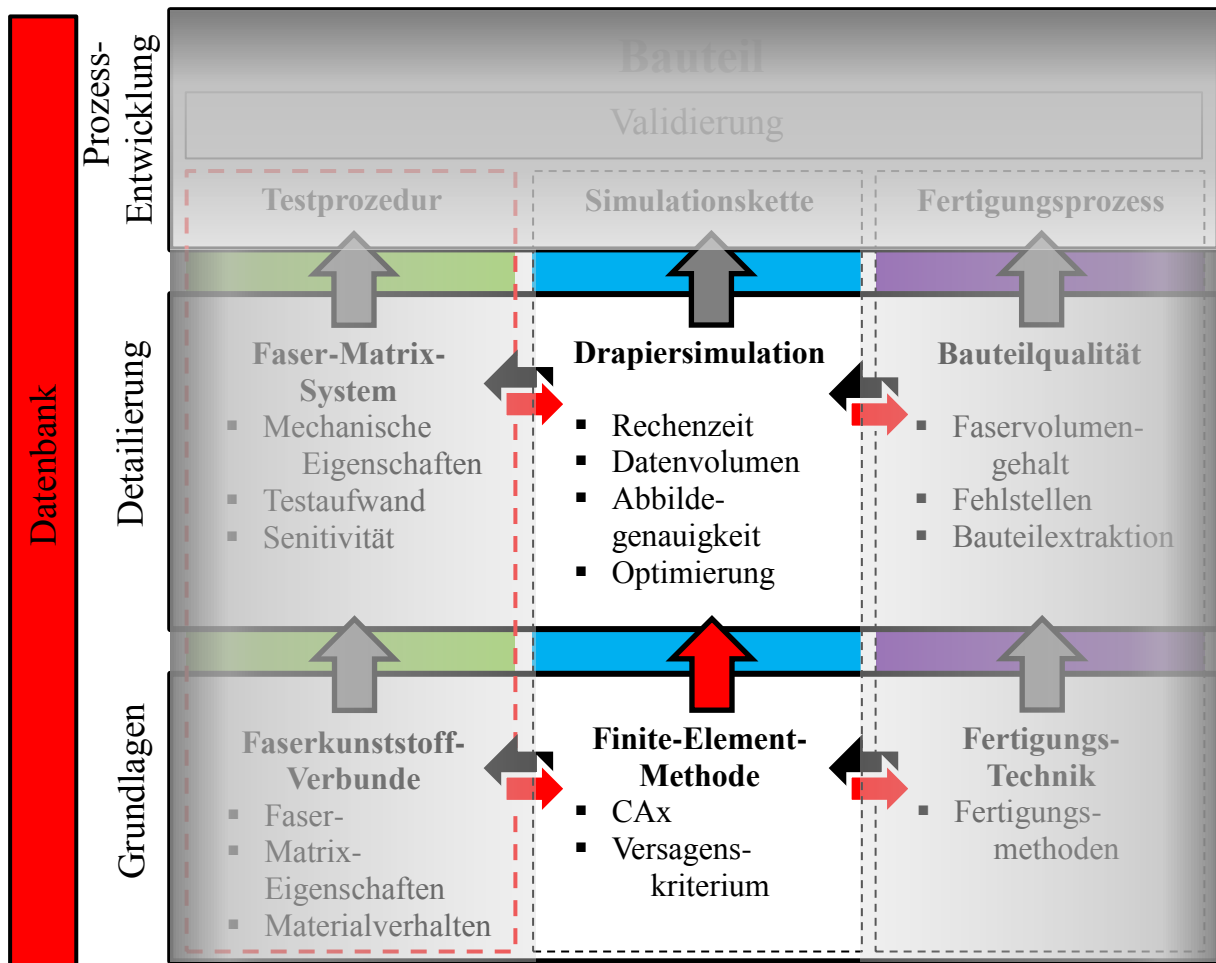 Datenbank
Prozess-
Entwicklung
Bauteil
Validierung
Testprozedur
Simulationskette
Fertigungsprozess
Detailierung
Faser-Matrix-
System
▪ Mechanische
Eigenschaften
▪ Testaufwand
▪ Senitivität
Drapiersimulation
▪ Rechenzeit
▪ Datenvolumen
▪ Abbilde-
genauigkeit
▪ Optimierung
Bauteilqualität
▪ Faservolumen-
gehalt
▪ Fehlstellen
▪ Bauteilextraktion
Grundlagen
Faserkunststoff-
Verbunde
▪ Faser-
▪ Matrix-
Eigenschaften
▪ Materialverhalten
Finite-Element-
Methode
▪ CAx
▪ Versagens-
kriterium
Fertigungs-
Technik
▪ Fertigungs-
methoden